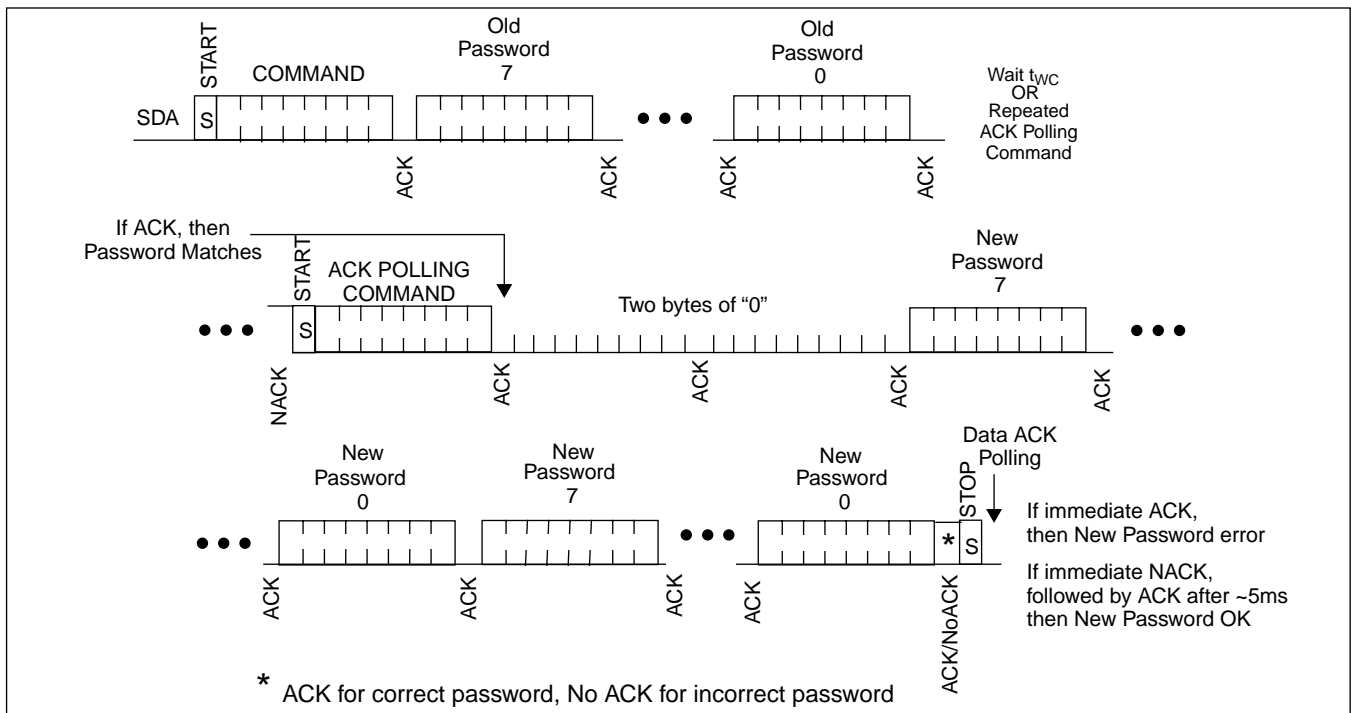 START
COMMAND
Old
Password
7
Old
Password
0
Wait tWC
OR
Repeated
ACK Polling
Command
SDA
S
ACK
ACK
ACK
ACK
If ACK, then
Password Matches
START
ACK POLLING
COMMAND
Two bytes of “0”
New
Password
7
S
NACK
ACK
ACK
ACK
ACK
New
Password
0
New
Password
7
New
Password
0
Data ACK
Polling
STOP
* S
If immediate ACK,
then New Password error
If immediate NACK,
followed by ACK after ~5ms
then New Password OK
ACK
ACK
ACK
ACK
ACK/NoACK
* ACK for correct password, No ACK for incorrect password